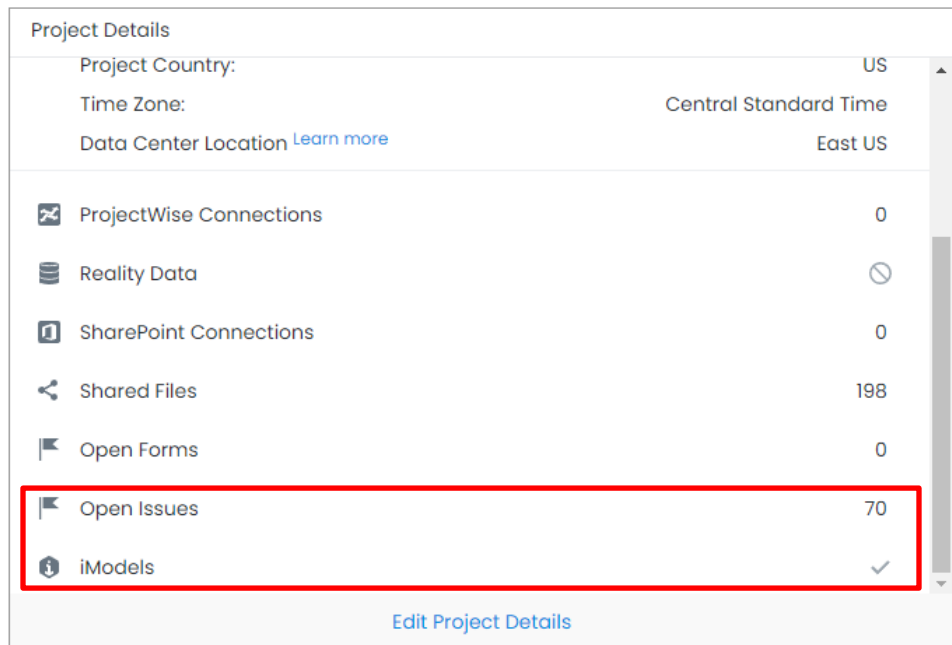 Project Details
Project Country: US
Time Zone: Central Standard Time
Data Center Location Learn more East US
ProjectWise Connections 0
Reality Data
SharePoint Connections 0
Shared Files 198
Open Forms 0
Open Issues 70
iModels
Edit Project Details